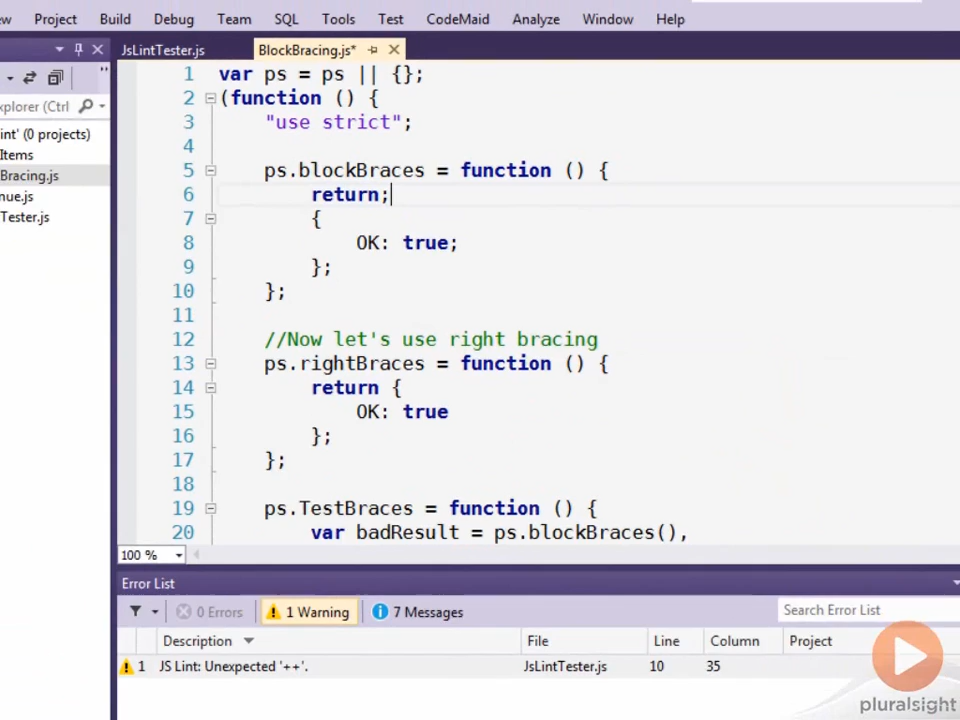 ew Project Build Debug Team SQL Tools Test CodeMaid Analyze Window Help
JsLintTester.js BlockBracing.js*
xplorer (Ctrl
int' (0 projects)
Items
Bracing.js
nue.js
Tester.js
1 var ps = ps || {};
2 (function () {
3 "use strict";
4
5 ps.blockBraces = function () {
6 return;
7 {
8 OK: true;
9 };
10 };
11
12 //Now let's use right bracing
13 ps.rightBraces = function () {
14 return {
15 OK: true
16 };
17 };
18
19 ps.TestBraces = function () {
20 var badResult = ps.blockBraces(),
100 %
Error List
0 Errors 1 Warning 7 Messages Search Error List
Description File Line Column Project
1 JS Lint: Unexpected '++'. JsLintTester.js 10 35
pluralsight